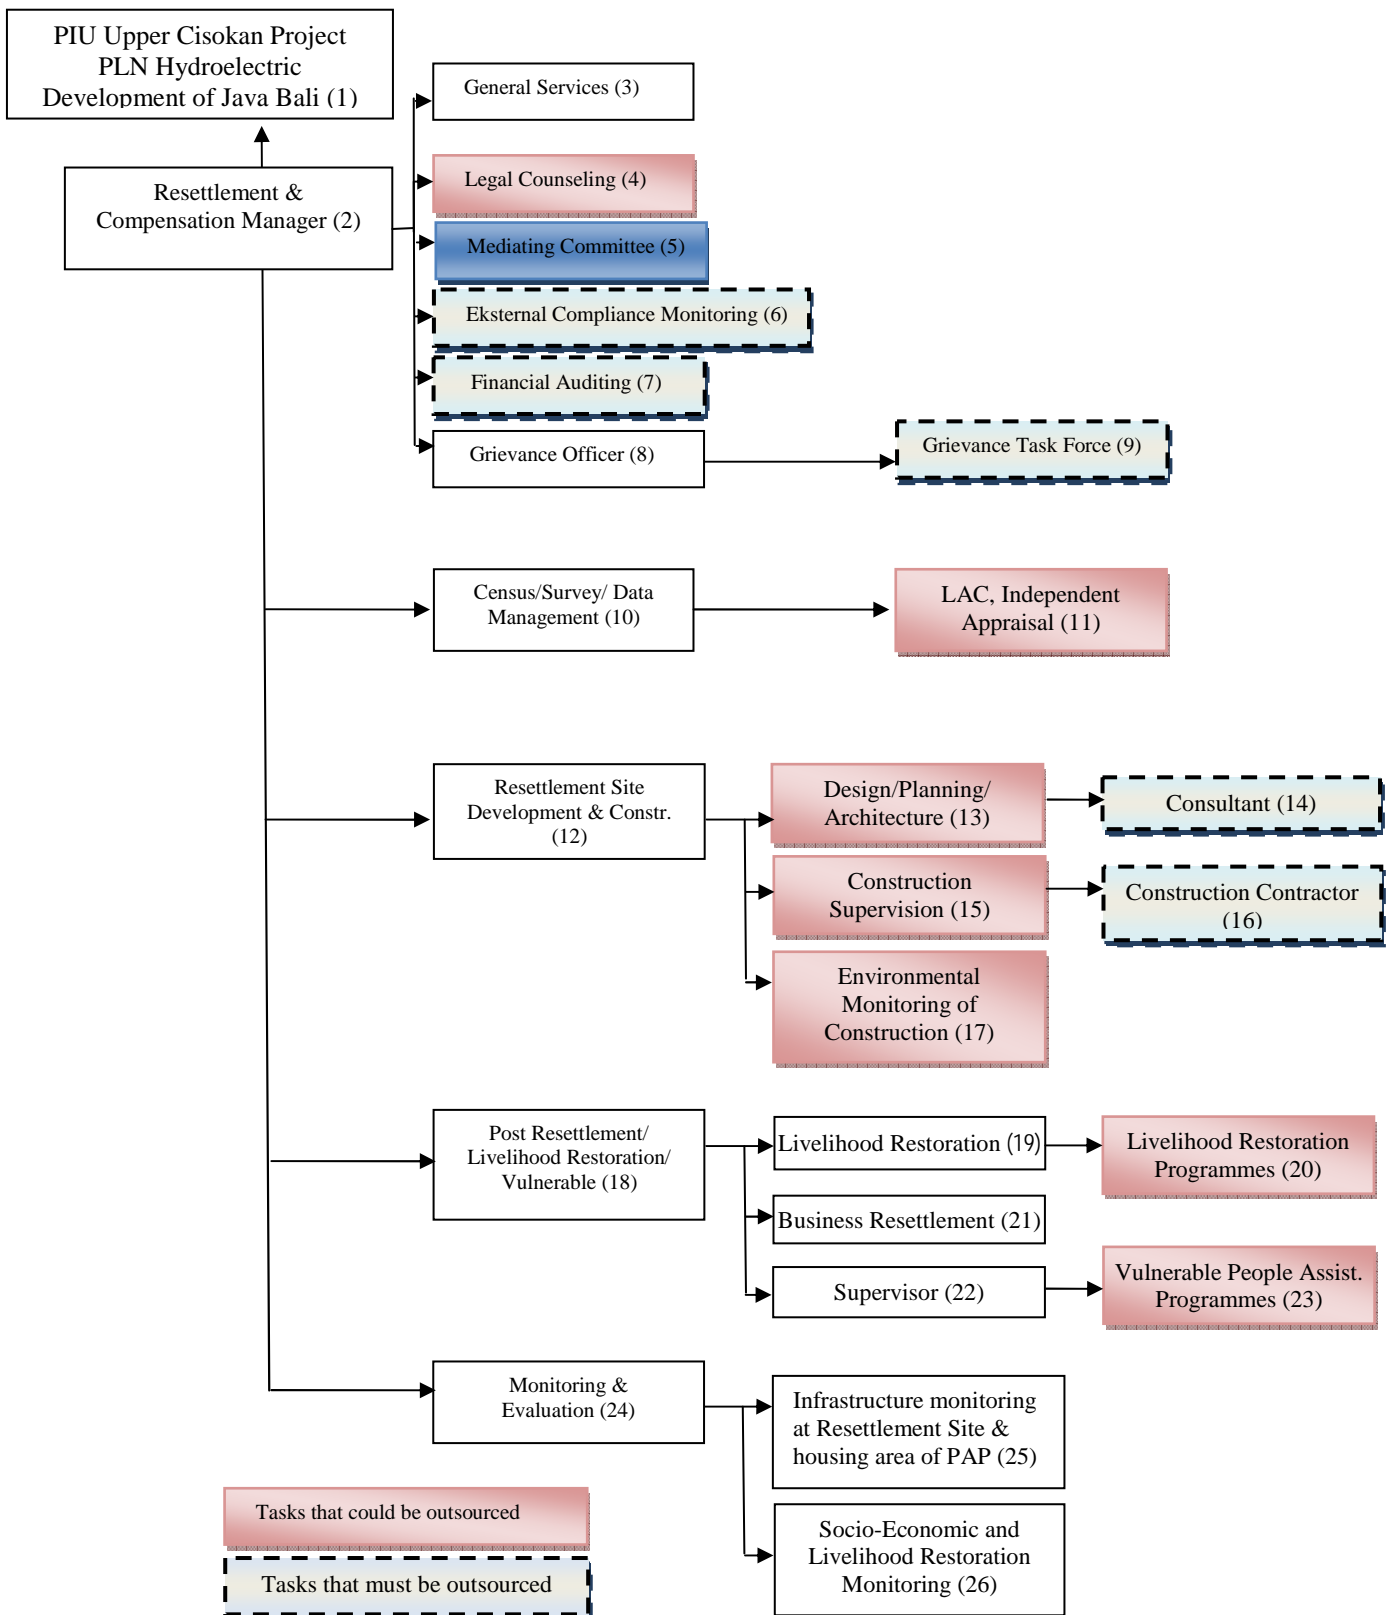 PIU Upper Cisokan Project
PLN Hydroelectric
Development of Java Bali (1)
General Services (3)
Resettlement &
Compensation Manager (2)
Legal Counseling (4)
Mediating Committee (5)
Eksternal Compliance Monitoring (6)
Financial Auditing (7)
Grievance Officer (8)
Grievance Task Force (9)
Census/Survey/ Data
Management (10)
LAC, Independent
Appraisal (11)
Resettlement Site
Development & Constr.
(12)
Design/Planning/
Architecture (13)
Consultant (14)
Construction
Supervision (15)
Construction Contractor
(16)
Environmental
Monitoring of
Construction (17)
Post Resettlement/
Livelihood Restoration/
Vulnerable (18)
Livelihood Restoration (19)
Livelihood Restoration
Programmes (20)
Business Resettlement (21)
Supervisor (22)
Vulnerable People Assist.
Programmes (23)
Monitoring &
Evaluation (24)
Infrastructure monitoring
at Resettlement Site &
housing area of PAP (25)
Socio-Economic and
Livelihood Restoration
Monitoring (26)
Tasks that could be outsourced
Tasks that must be outsourced